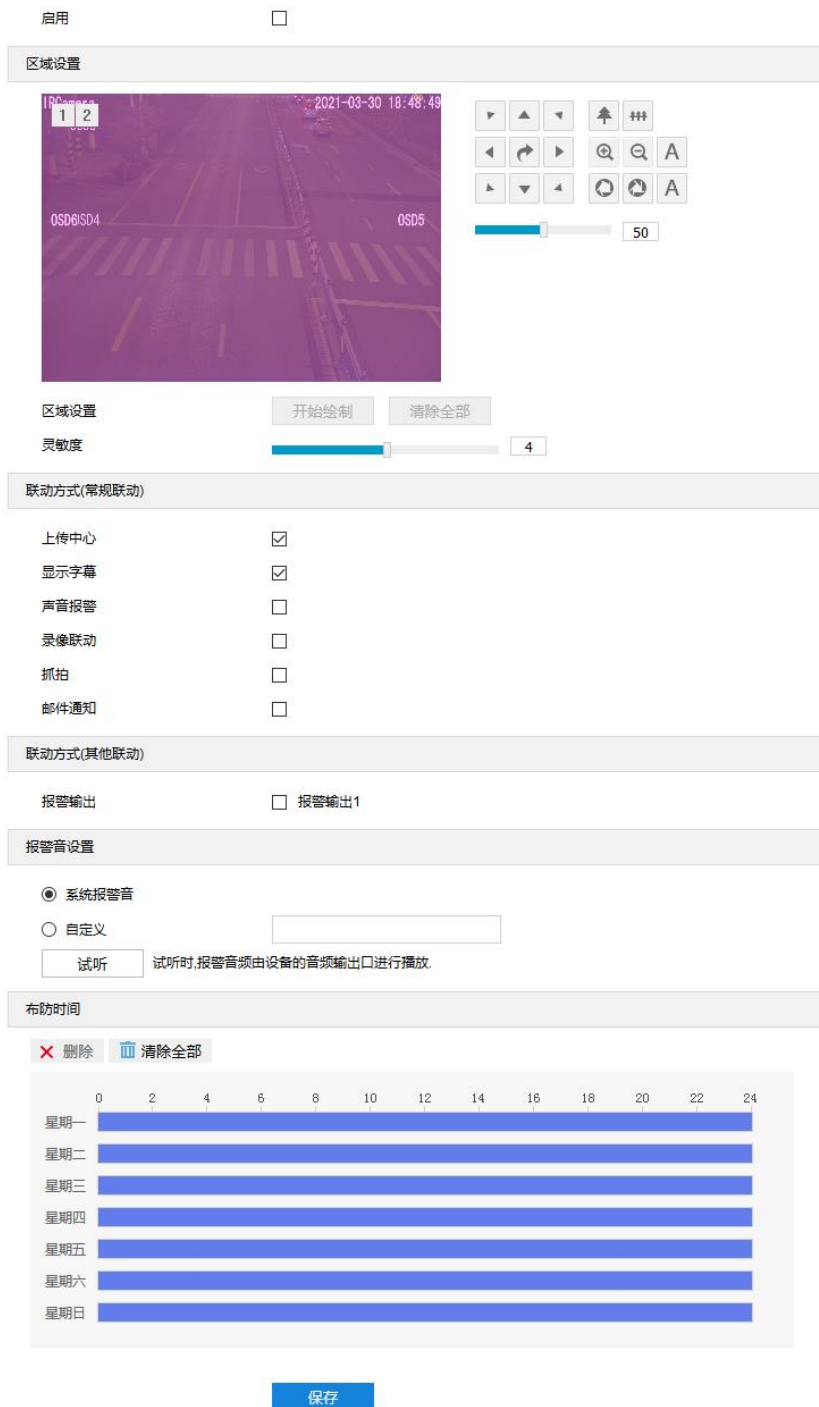 启用
区域设置
IRCamera 2021-03-30 18:48:49
1 2
OSD6 OSD4 OSD5
A
A
50
区域设置 开始绘制 清除全部
灵敏度 4
联动方式(常规联动)
上传中心
显示字幕
声音报警
录像联动
抓拍
邮件通知
联动方式(其他联动)
报警输出 报警输出1
报警音设置
系统报警音
自定义
试听 试听时,报警音频由设备的音频输出口进行播放.
布防时间
删除 清除全部
0 2 4 6 8 10 12 14 16 18 20 22 24
星期一
星期二
星期三
星期四
星期五
星期六
星期日
保存